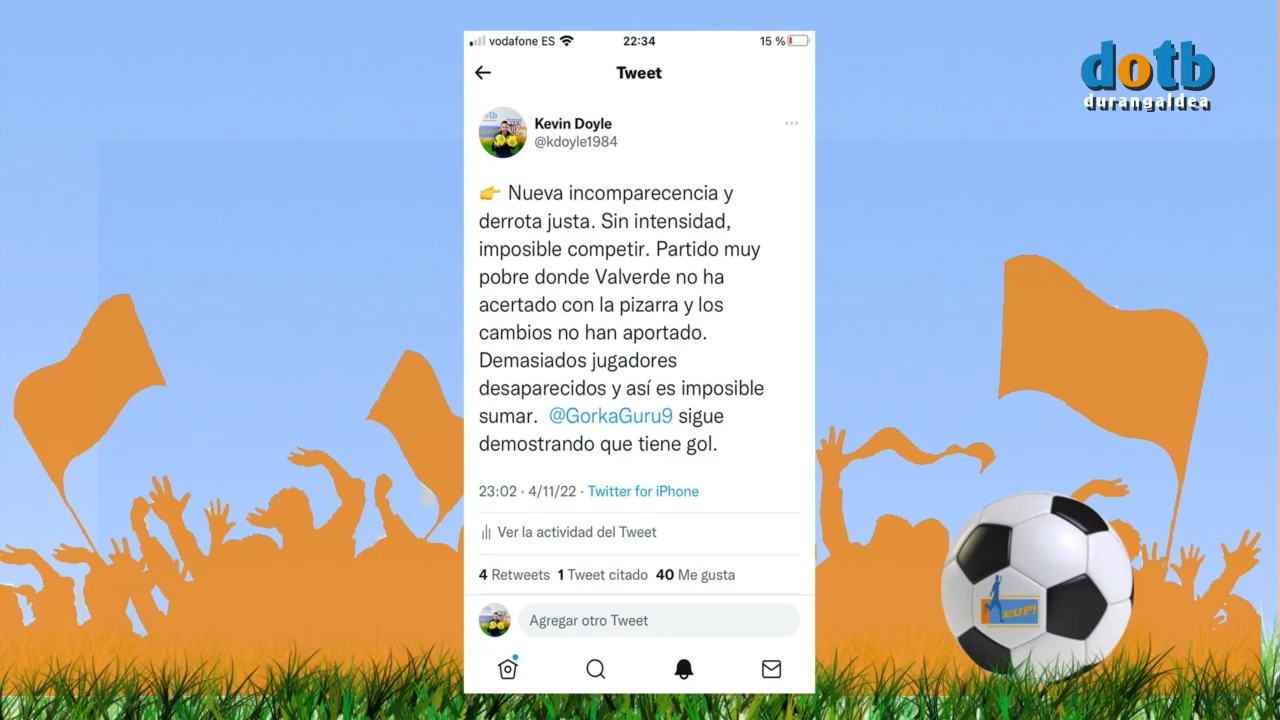 vodafone ES
22:34
15 %
Tweet
dotb
durangaldea
Kevin Doyle
@kdoyle1984
👉 Nueva incomparecencia y
derrota justa. Sin intensidad,
imposible competir. Partido muy
pobre donde Valverde no ha
acertado con la pizarra y los
cambios no han aportado.
Demasiados jugadores
desaparecidos y así es imposible
sumar. @GorkaGuru9 sigue
demostrando que tiene gol.
23:02 · 4/11/22 · Twitter for iPhone
Ver la actividad del Tweet
4 Retweets 1 Tweet citado 40 Me gusta
Agregar otro Tweet
EUP!